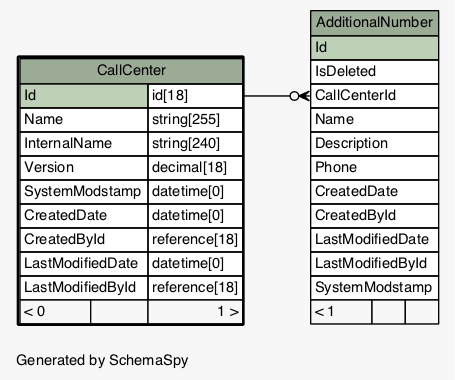 CallCenter
Id id[18]
Name string[255]
InternalName string[240]
Version decimal[18]
SystemModstamp datetime[0]
CreatedDate datetime[0]
CreatedById reference[18]
LastModifiedDate datetime[0]
LastModifiedById reference[18]
< 0 1 >
AdditionalNumber
Id
IsDeleted
CallCenterId
Name
Description
Phone
CreatedDate
CreatedById
LastModifiedDate
LastModifiedById
SystemModstamp
< 1
Generated by SchemaSpy